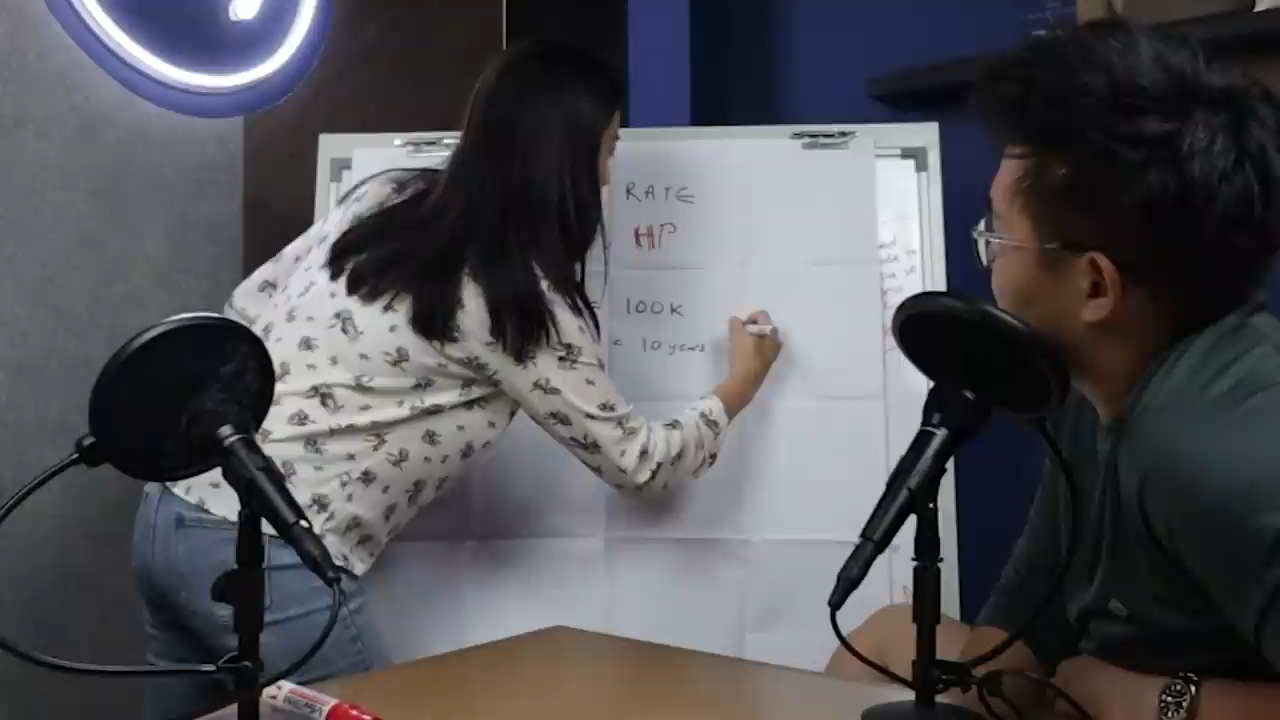 RATE
HP
= 100K
= 10 years